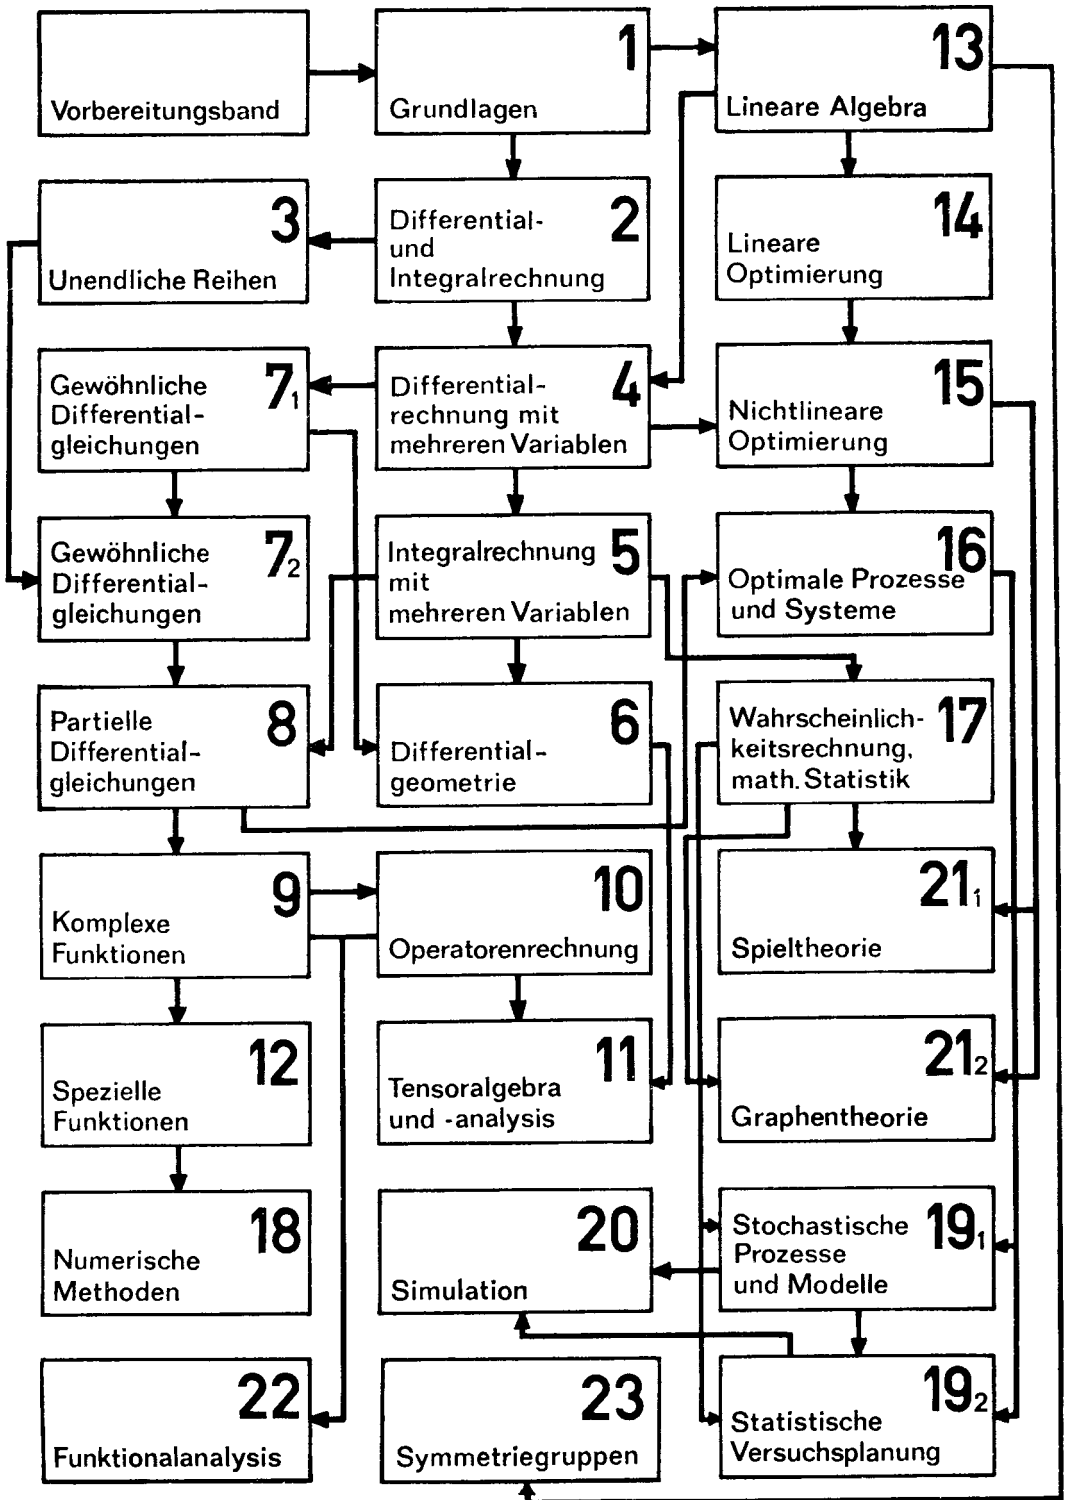 Vorbereitungsband
1
Grundlagen
13
Lineare Algebra
3
Unendliche Reihen
2
Differential-
und
Integralrechnung
14
Lineare
Optimierung
7₁
Gewöhnliche
Differential-
gleichungen
4
Differential-
rechnung mit
mehreren Variablen
15
Nichtlineare
Optimierung
7₂
Gewöhnliche
Differential-
gleichungen
5
Integralrechnung
mit
mehreren Variablen
16
Optimale Prozesse
und Systeme
8
Partielle
Differential-
gleichungen
6
Differential-
geometrie
17
Wahrscheinlich-
keitsrechnung,
math. Statistik
9
Komplexe
Funktionen
10
Operatorenrechnung
21₁
Spieltheorie
12
Spezielle
Funktionen
11
Tensoralgebra
und -analysis
21₂
Graphentheorie
18
Numerische
Methoden
20
Simulation
19₁
Stochastische
Prozesse
und Modelle
22
Funktionalanalysis
23
Symmetriegruppen
19₂
Statistische
Versuchsplanung